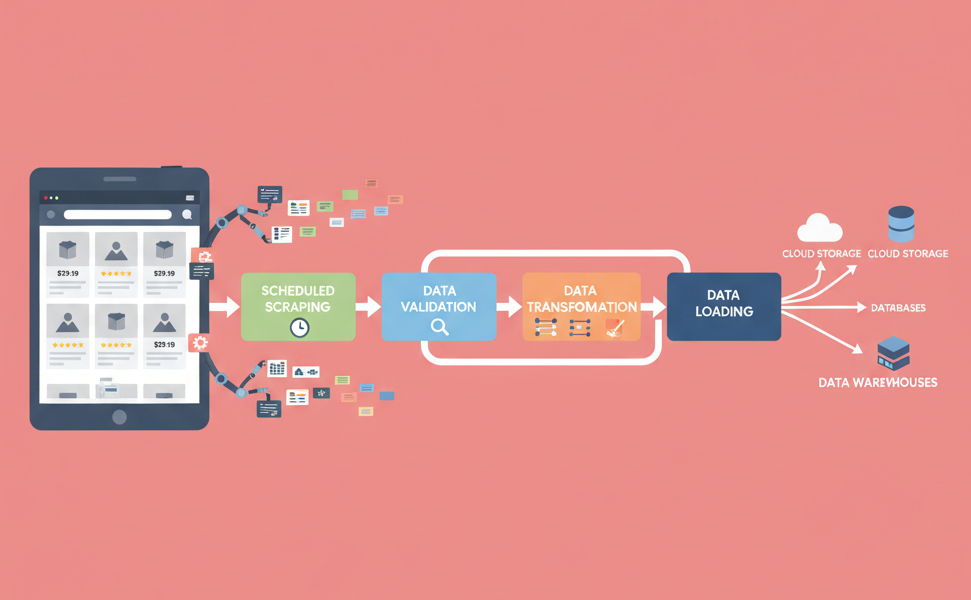 $29.19
$29.19
$29.19
SCHEDULED
SCRAPING
DATA
VALIDATION
DATA
TRANSFOMATION
DATA
LOADING
CLOUD STORAGE
CLOUD STORAGE
DATABASES
DATA WAREHOUSES